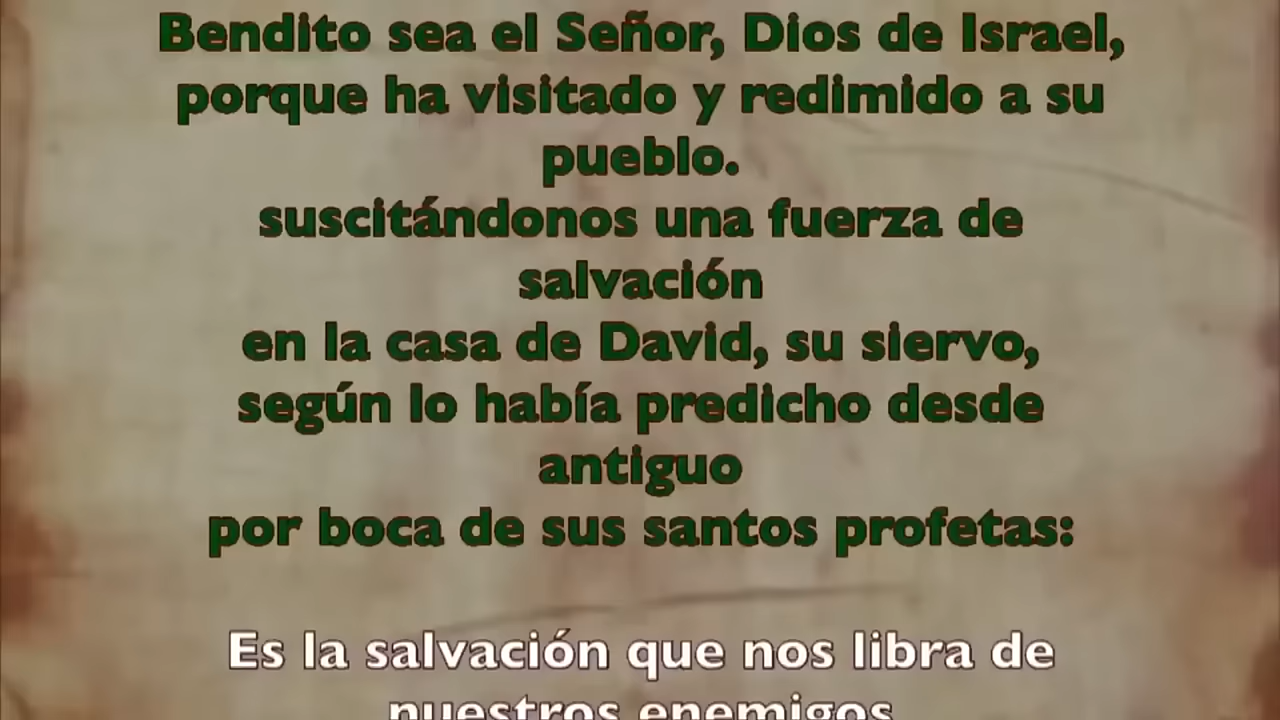 Bendito sea el Señor, Dios de Israel,
porque ha visitado y redimido a su
pueblo.
suscitándonos una fuerza de
salvación
en la casa de David, su siervo,
según lo había predicho desde
antiguo
por boca de sus santos profetas:
Es la salvación que nos libra de
nuestros enemigos